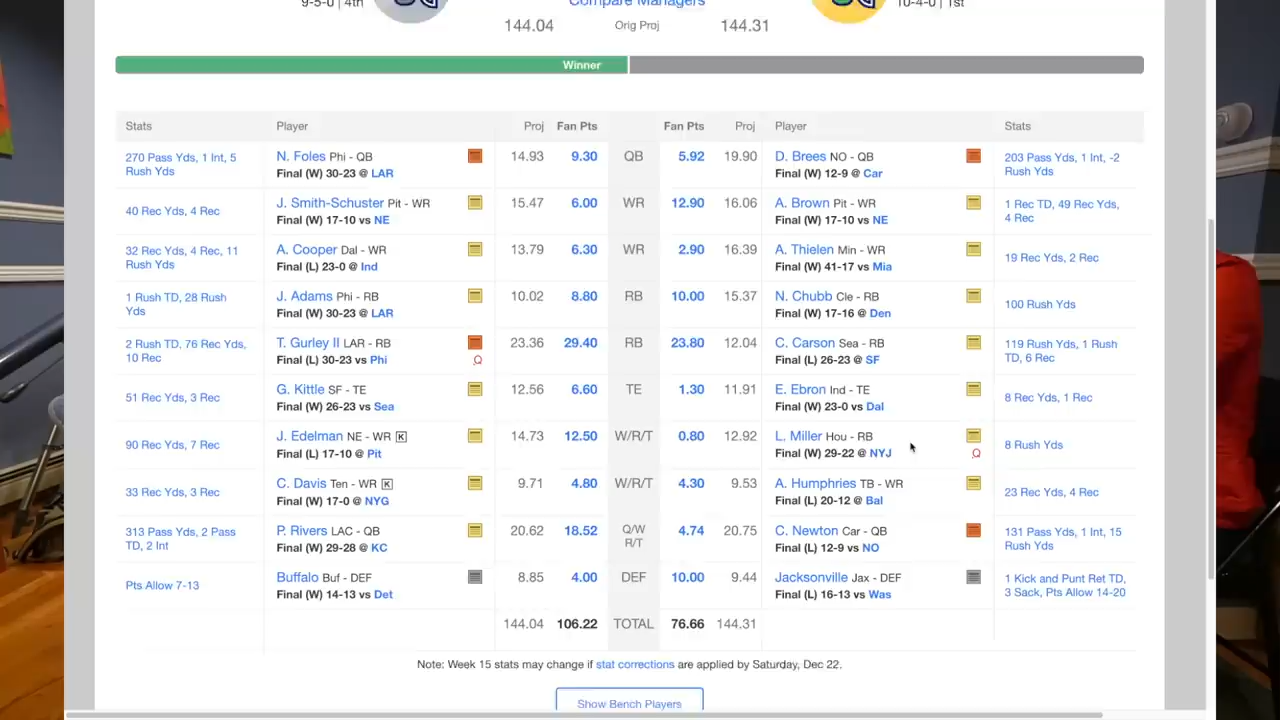 9-5-0 | 4th
Compare Managers
10-4-0 | 1st
144.04 Orig Proj 144.31
Winner
Stats Player Proj Fan Pts Fan Pts Proj Player Stats
270 Pass Yds, 1 Int, 5 Rush Yds N. Foles Phi - QB Final (W) 30-23 @ LAR 14.93 9.30 QB 5.92 19.90 D. Brees NO - QB Final (W) 12-9 @ Car 203 Pass Yds, 1 Int, -2 Rush Yds
40 Rec Yds, 4 Rec J. Smith-Schuster Pit - WR Final (W) 17-10 vs NE 15.47 6.00 WR 12.90 16.06 A. Brown Pit - WR Final (W) 17-10 vs NE 1 Rec TD, 49 Rec Yds, 4 Rec
32 Rec Yds, 4 Rec, 11 Rush Yds A. Cooper Dal - WR Final (L) 23-0 @ Ind 13.79 6.30 WR 2.90 16.39 A. Thielen Min - WR Final (W) 41-17 vs Mia 19 Rec Yds, 2 Rec
1 Rush TD, 28 Rush Yds J. Adams Phi - RB Final (W) 30-23 @ LAR 10.02 8.80 RB 10.00 15.37 N. Chubb Cle - RB Final (W) 17-16 @ Den 100 Rush Yds
2 Rush TD, 76 Rec Yds, 10 Rec T. Gurley II LAR - RB Final (L) 30-23 vs Phi Q 23.36 29.40 RB 23.80 12.04 C. Carson Sea - RB Final (L) 26-23 @ SF 119 Rush Yds, 1 Rush TD, 6 Rec
51 Rec Yds, 3 Rec G. Kittle SF - TE Final (W) 26-23 vs Sea 12.56 6.60 TE 1.30 11.91 E. Ebron Ind - TE Final (W) 23-0 vs Dal 8 Rec Yds, 1 Rec
90 Rec Yds, 7 Rec J. Edelman NE - WR K Final (L) 17-10 @ Pit 14.73 12.50 W/R/T 0.80 12.92 L. Miller Hou - RB Final (W) 29-22 @ NYJ Q 8 Rush Yds
33 Rec Yds, 3 Rec C. Davis Ten - WR K Final (W) 17-0 @ NYG 9.71 4.80 W/R/T 4.30 9.53 A. Humphries TB - WR Final (L) 20-12 @ Bal 23 Rec Yds, 4 Rec
313 Pass Yds, 2 Pass TD, 2 Int P. Rivers LAC - QB Final (W) 29-28 @ KC 20.62 18.52 Q/W R/T 4.74 20.75 C. Newton Car - QB Final (L) 12-9 vs NO 131 Pass Yds, 1 Int, 15 Rush Yds
Pts Allow 7-13 Buffalo Buf - DEF Final (W) 14-13 vs Det 8.85 4.00 DEF 10.00 9.44 Jacksonville Jax - DEF Final (L) 16-13 vs Was 1 Kick and Punt Ret TD, 3 Sack, Pts Allow 14-20
144.04 106.22 TOTAL 76.66 144.31
Note: Week 15 stats may change if stat corrections are applied by Saturday, Dec 22.
Show Bench Players